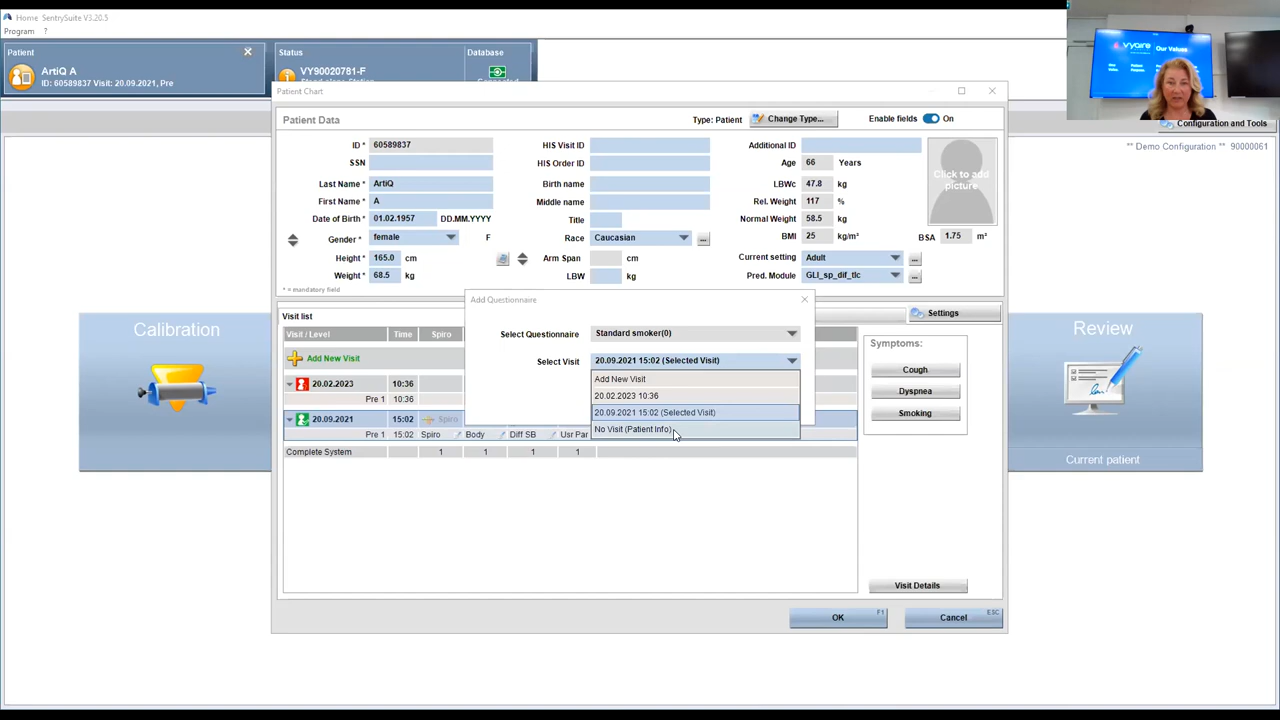 Home SentrySuite V3.20.5
Program ?
Patient
ArtiQ A
ID: 60589837 Visit: 20.09.2021, Pre
Status
VY90020781-F
Database
vyaire
Our Values
Configuration and Tools
** Demo Configuration ** 90000061
Patient Chart
Patient Data
Type: Patient
Change Type...
Enable fields
On
ID * 60589837
HIS Visit ID
Additional ID
SSN
HIS Order ID
Age 66 Years
Last Name * ArtiQ
Birth name
LBWc 47.8 kg
First Name * A
Middle name
Rel. Weight 117 %
Date of Birth * 01.02.1957 DD.MM.YYYY
Title
Normal Weight 58.5 kg
Gender * female F
Race Caucasian ...
BMI 25 kg/m²
BSA 1.75 m²
Height * 165.0 cm
Arm Span cm
Current setting Adult ...
Weight * 68.5 kg
LBW kg
Pred. Module GLI_sp_dif_tlc ...
* = mandatory field
Click to add
picture
Visit list
Settings
Visit / Level Time Spiro
Add New Visit
20.02.2023 10:36
Pre 1 10:36
20.09.2021 15:02 Spiro
Pre 1 15:02 Spiro Body Diff SB Usr Par
Complete System 1 1 1 1
Add Questionnaire
Select Questionnaire Standard smoker(0)
Select Visit 20.09.2021 15:02 (Selected Visit)
Add New Visit
20.02.2023 10:36
20.09.2021 15:02 (Selected Visit)
No Visit (Patient Info)
Symptoms:
Cough
Dyspnea
Smoking
Visit Details
OK F1
Cancel ESC
Calibration
Review
Current patient